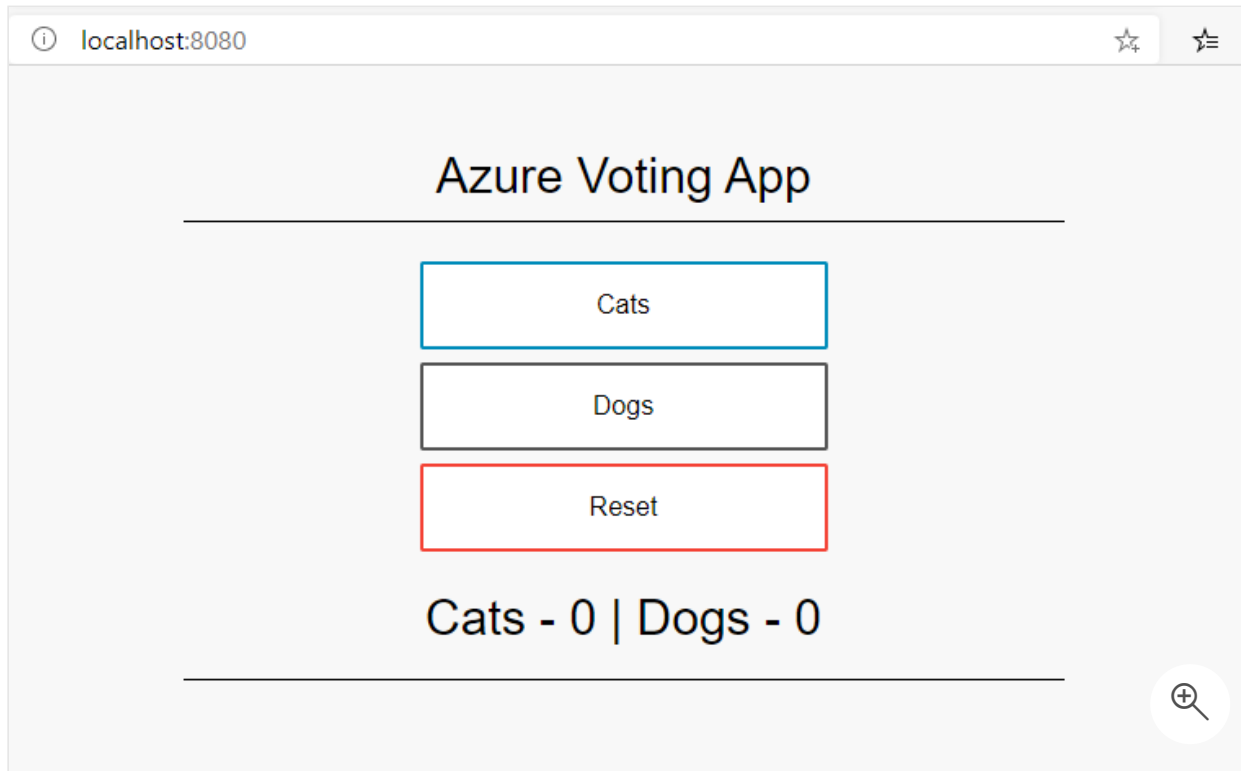 localhost:8080
Azure Voting App
Cats
Dogs
Reset
Cats - 0 | Dogs - 0